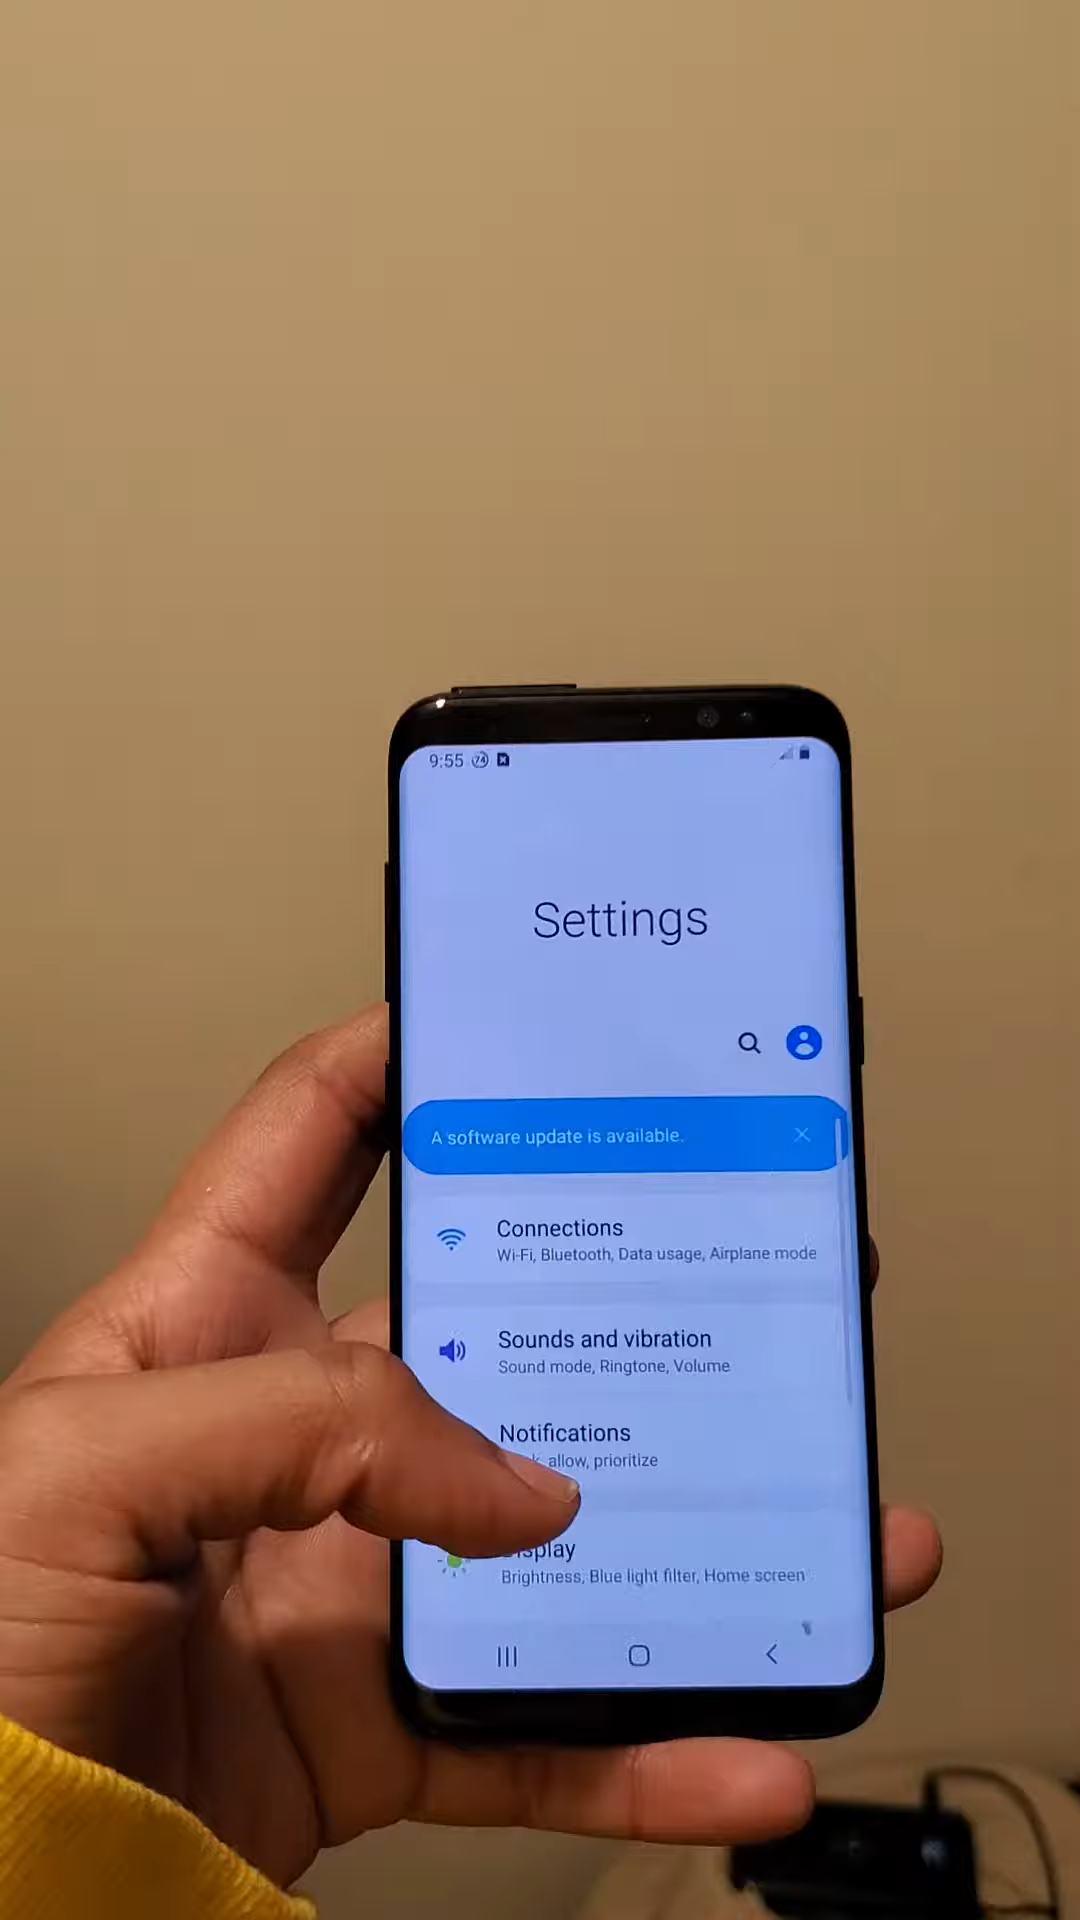 9:55 74
Settings
A software update is available.
Connections
Wi-Fi, Bluetooth, Data usage, Airplane mode
Sounds and vibration
Sound mode, Ringtone, Volume
Notifications
allow, prioritize
Brightness, Blue light filter, Home screen